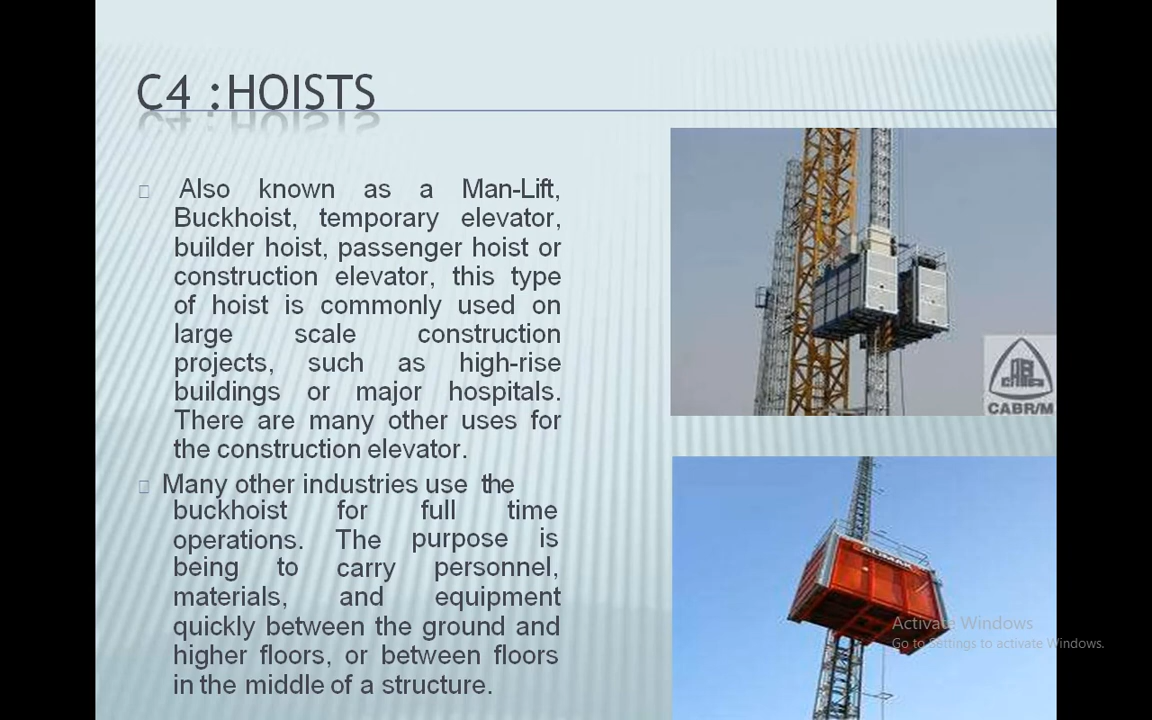 C4 :HOISTS
Also known as a Man-Lift,
Buckhoist, temporary elevator,
builder hoist, passenger hoist or
construction elevator, this type
of hoist is commonly used on
large scale construction
projects, such as high-rise
buildings or major hospitals.
There are many other uses for
the construction elevator.
Many other industries use the
buckhoist for full time
operations. The purpose is
being to carry personnel,
materials, and equipment
quickly between the ground and
higher floors, or between floors
in the middle of a structure.
CABR/M
ALIMAK
Activate Windows
Go to Settings to activate Windows.